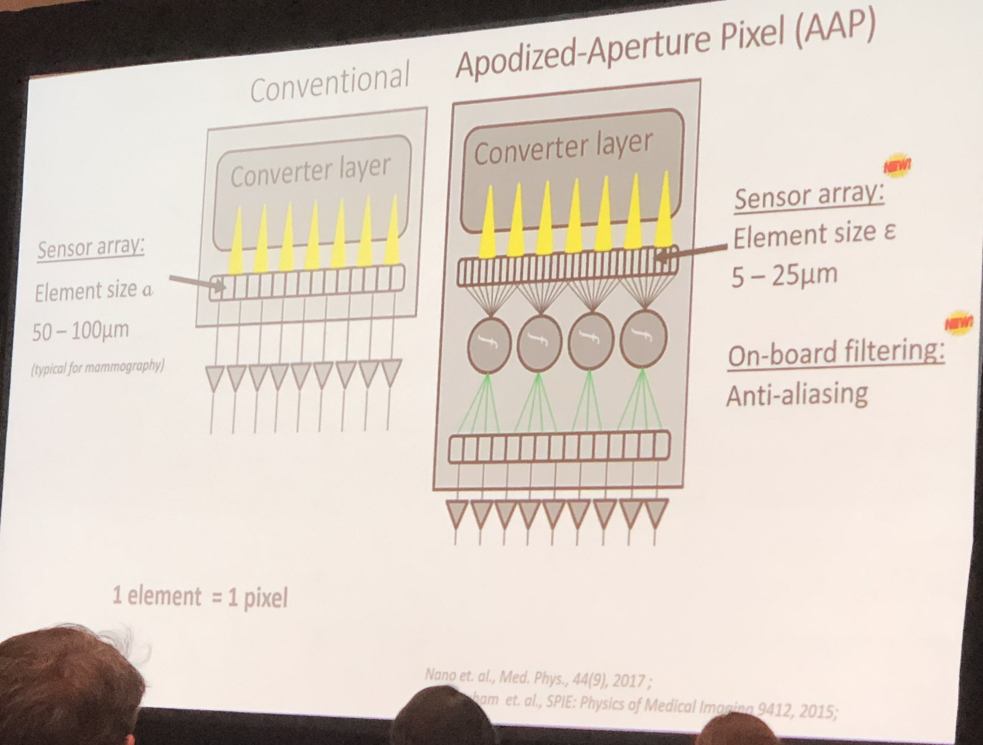 Conventional
Apodized-Aperture Pixel (AAP)
Converter layer
Converter layer
Sensor array:
Element size a
50 – 100µm
(typical for mammography)
NEW!
Sensor array:
Element size ε
5 – 25µm
NEW!
On-board filtering:
Anti-aliasing
f f f f
1 element = 1 pixel
Nano et. al., Med. Phys., 44(9), 2017 ;
et. al., SPIE: Physics of Medical Imaging 9412, 2015;